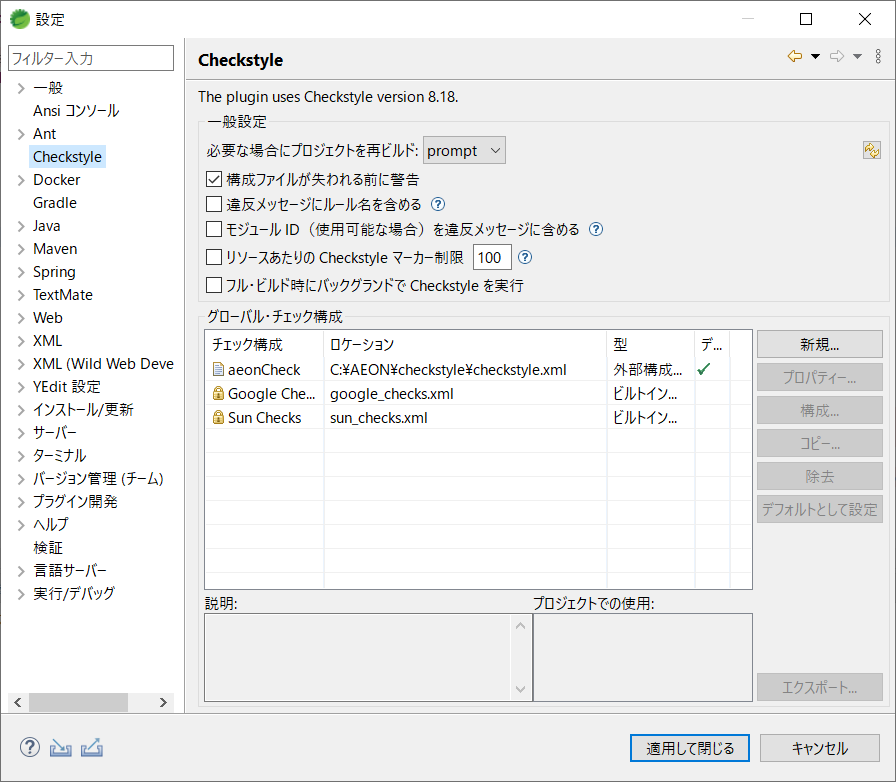 設定
フィルター入力
一般
Ansi コンソール
Ant
Checkstyle
Docker
Gradle
Java
Maven
Spring
TextMate
Web
XML
XML (Wild Web Deve
YEdit 設定
インストール/更新
サーバー
ターミナル
バージョン管理 (チーム)
プラグイン開発
ヘルプ
検証
言語サーバー
実行/デバッグ
Checkstyle
The plugin uses Checkstyle version 8.18.
一般設定
必要な場合にプロジェクトを再ビルド: prompt
構成ファイルが失われる前に警告
違反メッセージにルール名を含める
モジュール ID（使用可能な場合）を違反メッセージに含める
リソースあたりの Checkstyle マーカー制限 100
フル・ビルド時にバックグランドで Checkstyle を実行
グローバル・チェック構成
チェック構成 ロケーション 型 デ...
aeonCheck C:¥AEON¥checkstyle¥checkstyle.xml 外部構成...
Google Che... google_checks.xml ビルトイン...
Sun Checks sun_checks.xml ビルトイン...
新規...
プロパティー...
構成...
コピー...
除去
デフォルトとして設定
説明: プロジェクトでの使用:
エクスポート...
適用して閉じる キャンセル